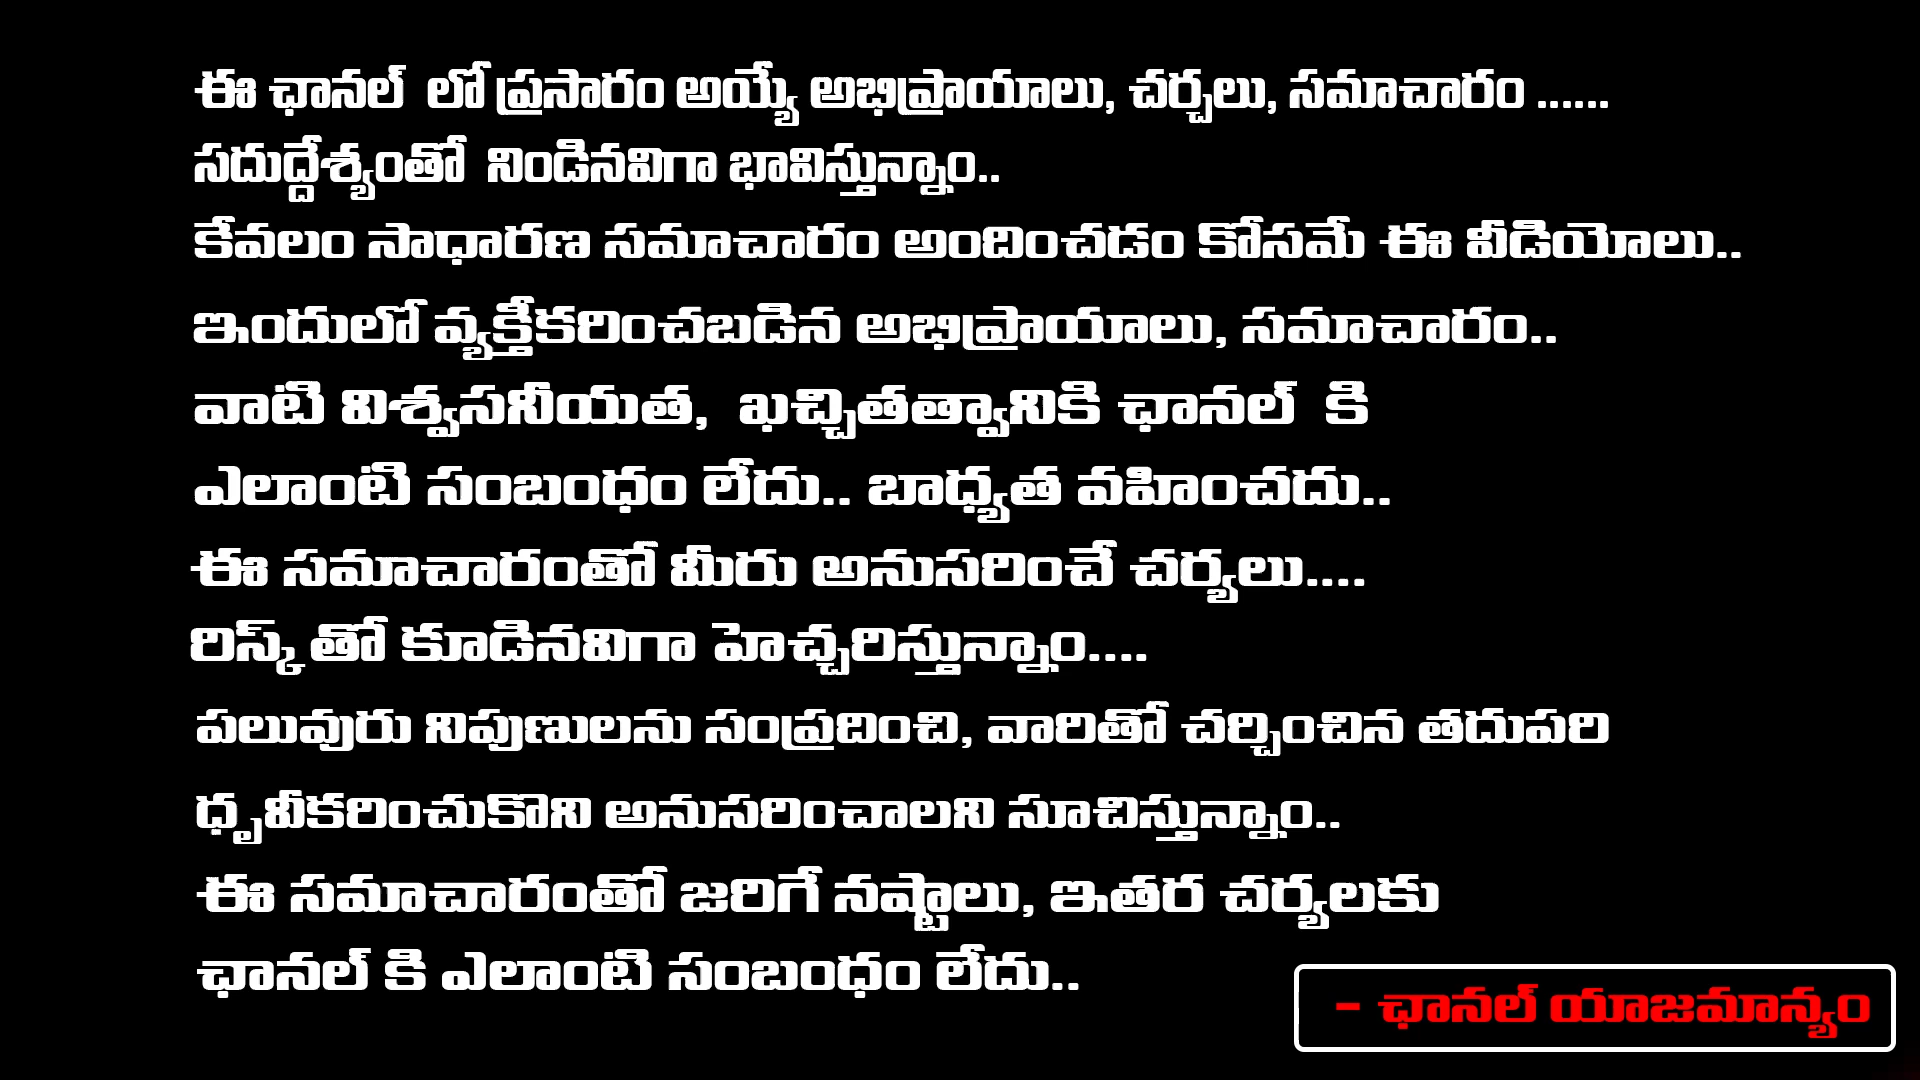 ఈ ఛానల్ లో ప్రసారం అయ్యే అభిప్రాయాలు, చర్చలు, సమాచారం ......
సదుద్దేశ్యంతో నిండినవిగా భావిస్తున్నాం..
కేవలం సాధారణ సమాచారం అందించడం కోసమే ఈ వీడియోలు..
ఇందులో వ్యక్తీకరించబడిన అభిప్రాయాలు, సమాచారం..
వాటి విశ్వసనీయత, ఖచ్చితత్వానికి ఛానల్ కి
ఎలాంటి సంబంధం లేదు.. బాధ్యత వహించదు..
ఈ సమాచారంతో మీరు అనుసరించే చర్యలు....
రిస్క్ తో కూడినవిగా హెచ్చరిస్తున్నాం....
పలువురు నిపుణులను సంప్రదించి, వారితో చర్చించిన తదుపరి
ధృవీకరించుకొని అనుసరించాలని సూచిస్తున్నాం..
ఈ సమాచారంతో జరిగే నష్టాలు, ఇతర చర్యలకు
ఛానల్ కి ఎలాంటి సంబంధం లేదు..
- ఛానల్ యాజమాన్యం